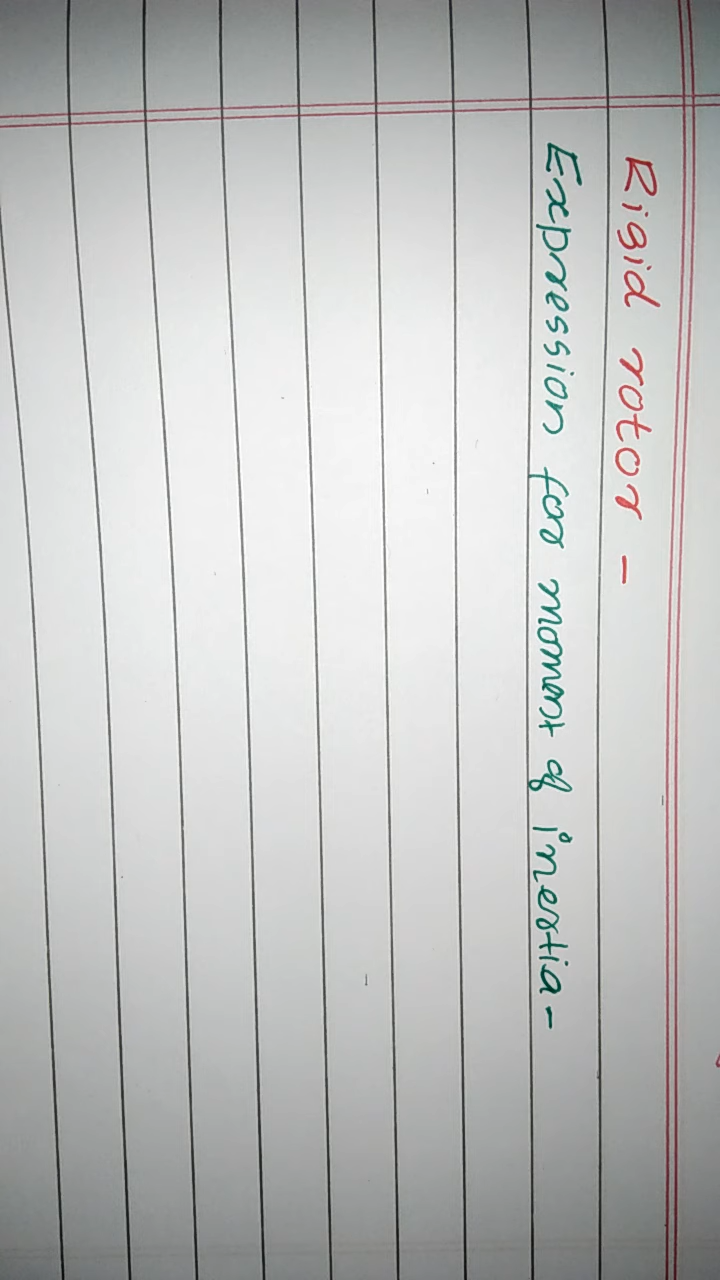 Rigid rotor -
Expression for moment of inertia -